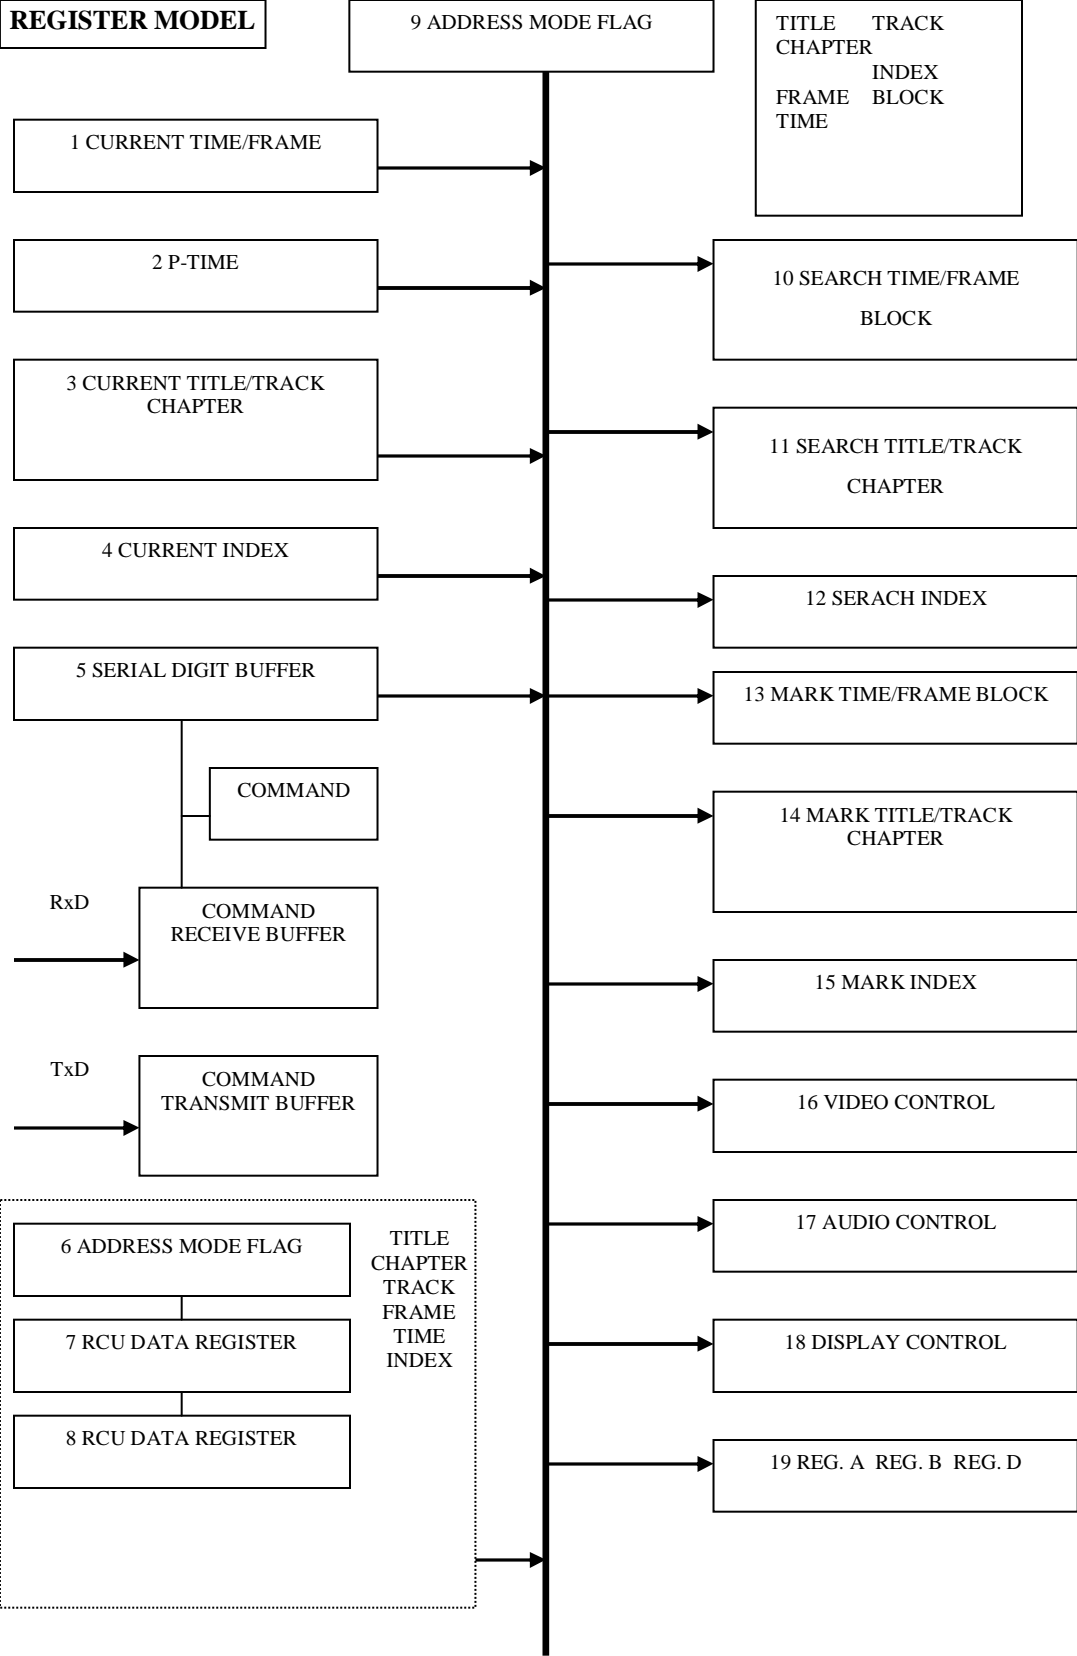 REGISTER MODEL
9 ADDRESS MODE FLAG
TITLE TRACK
CHAPTER
INDEX
FRAME BLOCK
TIME
1 CURRENT TIME/FRAME
2 P-TIME
3 CURRENT TITLE/TRACK
CHAPTER
4 CURRENT INDEX
5 SERIAL DIGIT BUFFER
COMMAND
RxD
COMMAND
RECEIVE BUFFER
TxD
COMMAND
TRANSMIT BUFFER
6 ADDRESS MODE FLAG
7 RCU DATA REGISTER
8 RCU DATA REGISTER
TITLE
CHAPTER
TRACK
FRAME
TIME
INDEX
10 SEARCH TIME/FRAME
BLOCK
11 SEARCH TITLE/TRACK
CHAPTER
12 SERACH INDEX
13 MARK TIME/FRAME BLOCK
14 MARK TITLE/TRACK
CHAPTER
15 MARK INDEX
16 VIDEO CONTROL
17 AUDIO CONTROL
18 DISPLAY CONTROL
19 REG. A REG. B REG. D